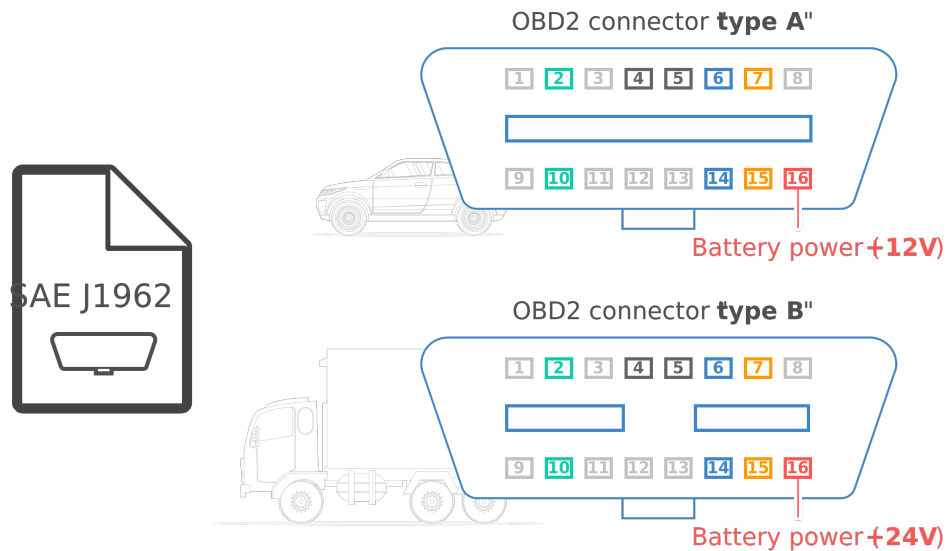 OBD2 connector "type A"
1 2 3 4 5 6 7 8
9 10 11 12 13 14 15 16
Battery power (+12V)
SAE J1962
OBD2 connector "type B"
1 2 3 4 5 6 7 8
9 10 11 12 13 14 15 16
Battery power (+24V)